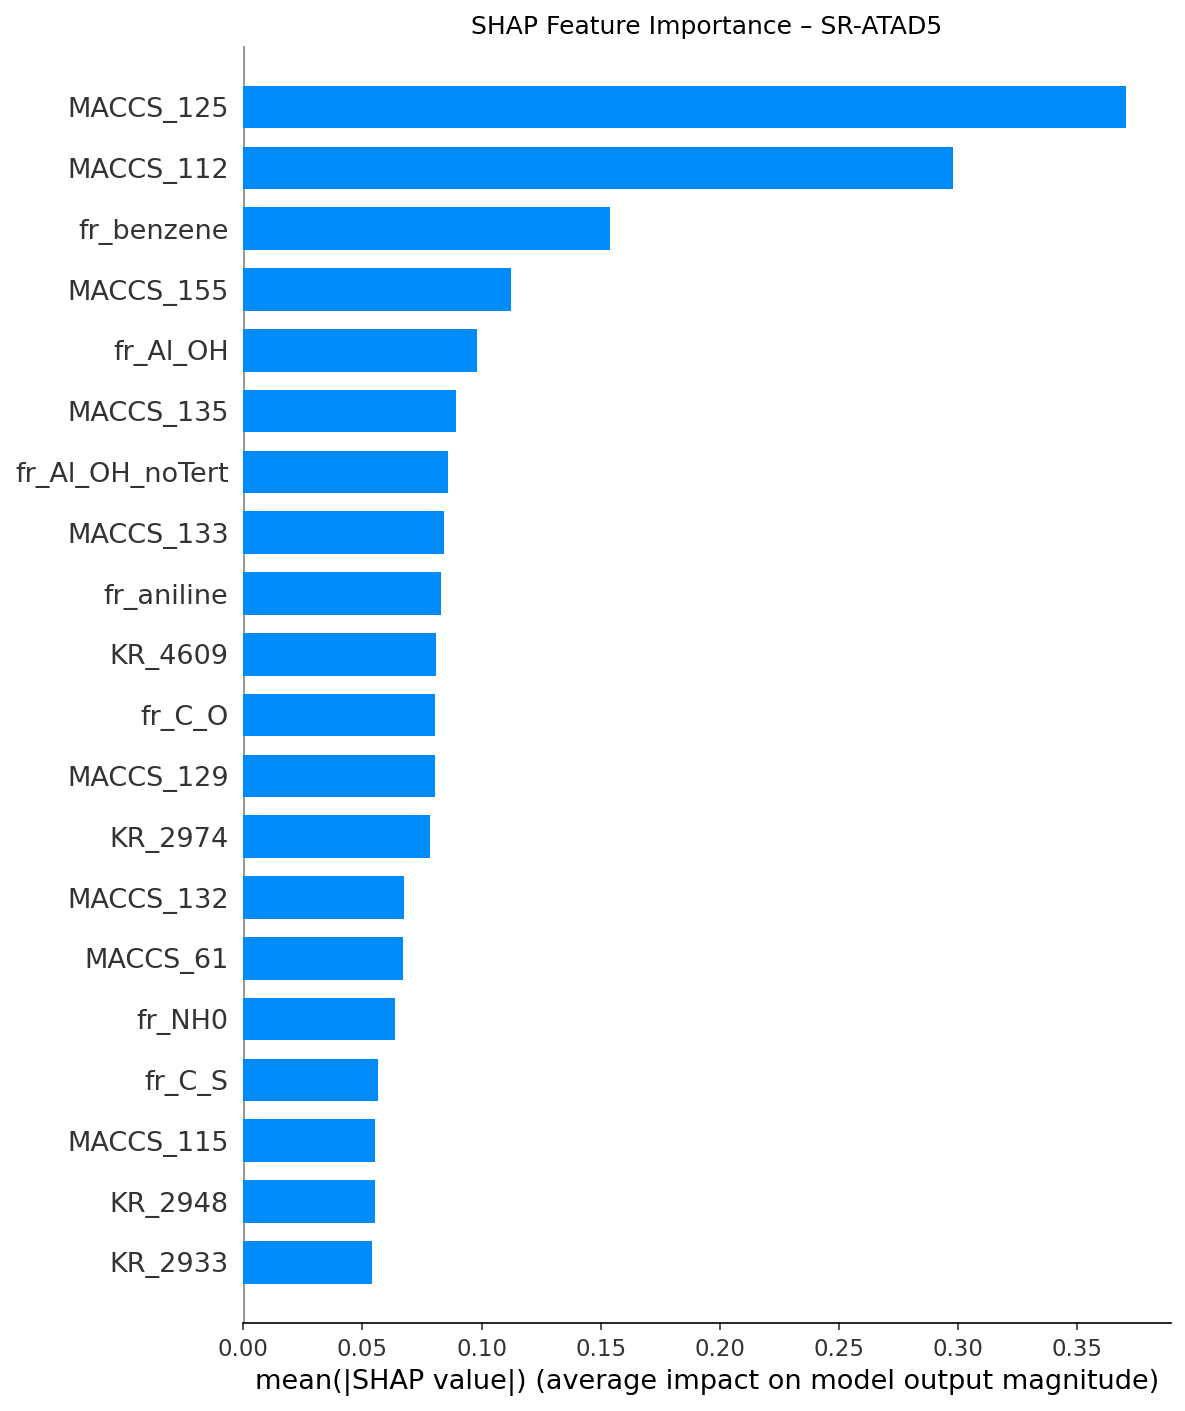 SHAP Feature Importance – SR-ATAD5
MACCS_125
MACCS_112
fr_benzene
MACCS_155
fr_Al_OH
MACCS_135
fr_Al_OH_noTert
MACCS_133
fr_aniline
KR_4609
fr_C_O
MACCS_129
KR_2974
MACCS_132
MACCS_61
fr_NH0
fr_C_S
MACCS_115
KR_2948
KR_2933
0.00 0.05 0.10 0.15 0.20 0.25 0.30 0.35
mean(|SHAP value|) (average impact on model output magnitude)